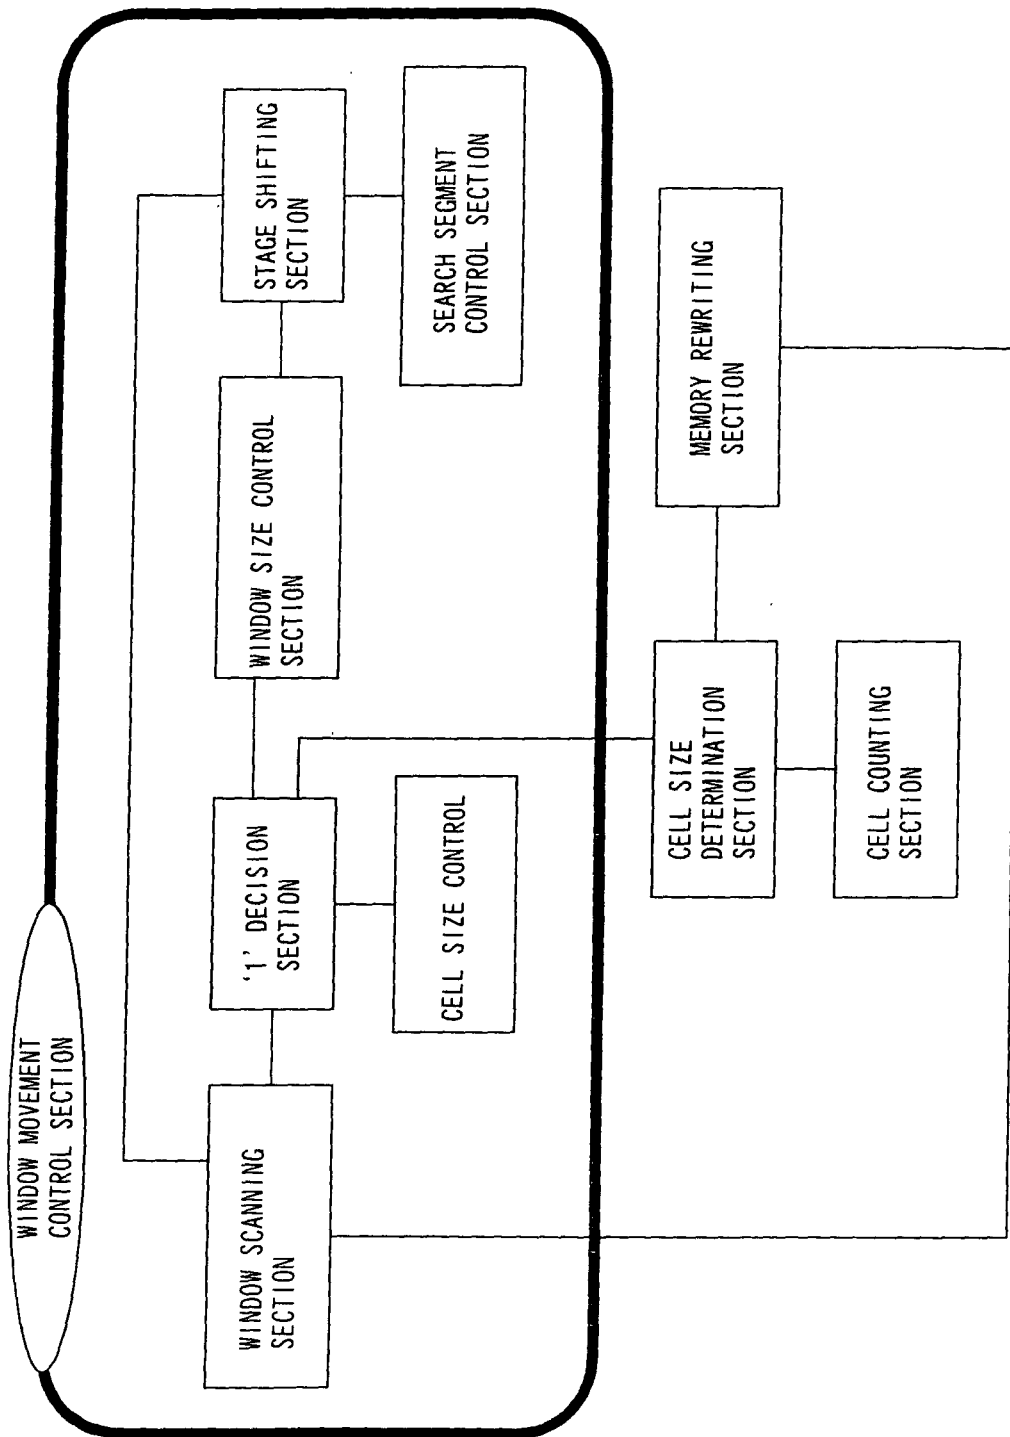 WINDOW MOVEMENT
CONTROL SECTION
WINDOW SCANNING
SECTION
'1' DECISION
SECTION
WINDOW SIZE CONTROL
SECTION
STAGE SHIFTING
SECTION
CELL SIZE CONTROL
SEARCH SEGMENT
CONTROL SECTION
CELL SIZE
DETERMINATION
SECTION
MEMORY REWRITING
SECTION
CELL COUNTING
SECTION